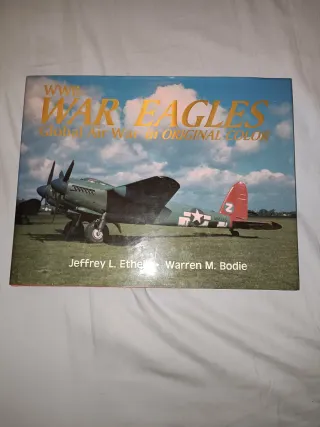 WWII
WAR EAGLES
Global Air War in ORIGINAL COLOR
Jeffrey L. Ethell • Warren M. Bodie
Z